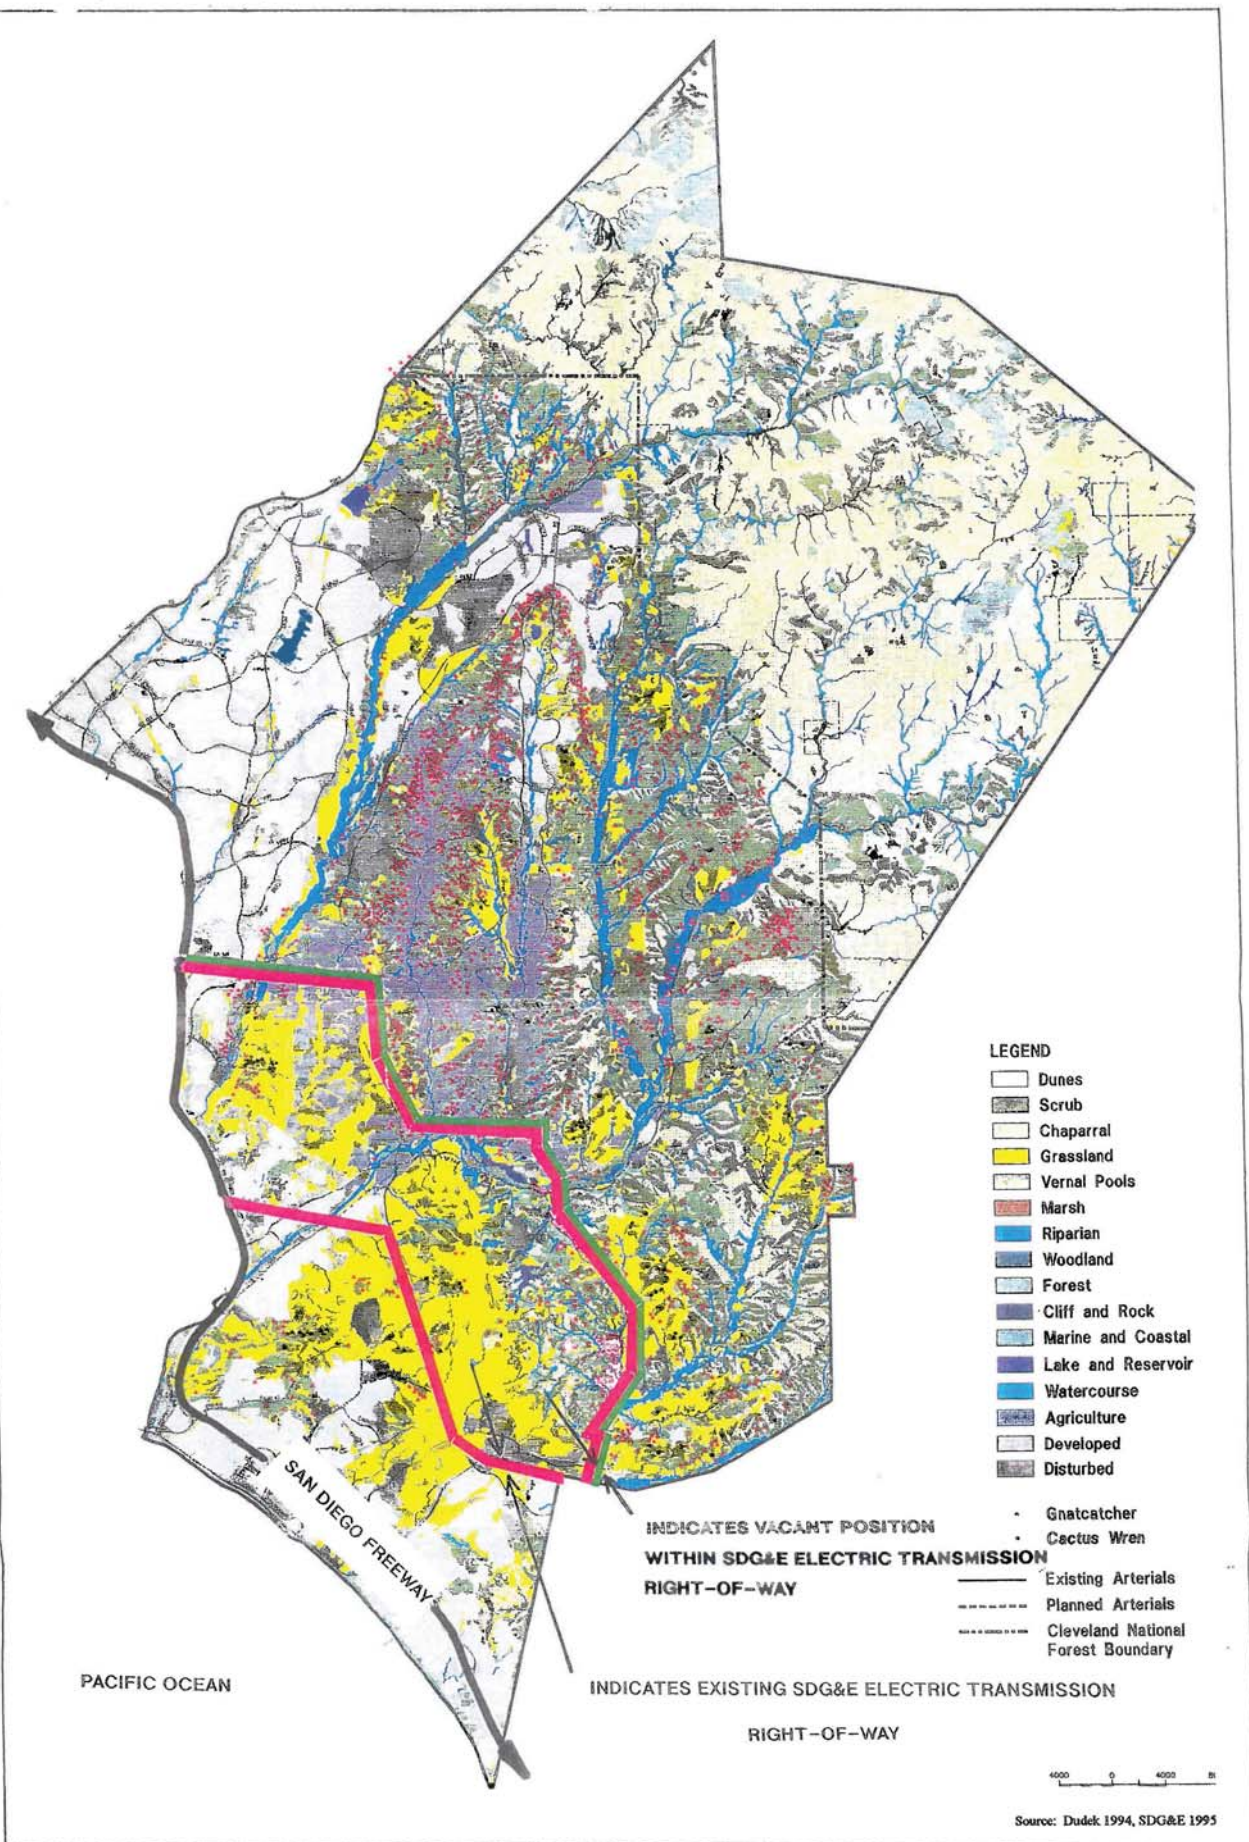 LEGEND
Dunes
Scrub
Chaparral
Grassland
Vernal Pools
Marsh
Riparian
Woodland
Forest
Cliff and Rock
Marine and Coastal
Lake and Reservoir
Watercourse
Agriculture
Developed
Disturbed
Gnatcatcher
Cactus Wren
Existing Arterials
Planned Arterials
Cleveland National
Forest Boundary
SAN DIEGO FREEWAY
INDICATES VACANT POSITION
WITHIN SDG&E ELECTRIC TRANSMISSION
RIGHT-OF-WAY
PACIFIC OCEAN
INDICATES EXISTING SDG&E ELECTRIC TRANSMISSION
RIGHT-OF-WAY
4000 0 4000
Source: Dudek 1994, SDG&E 1995